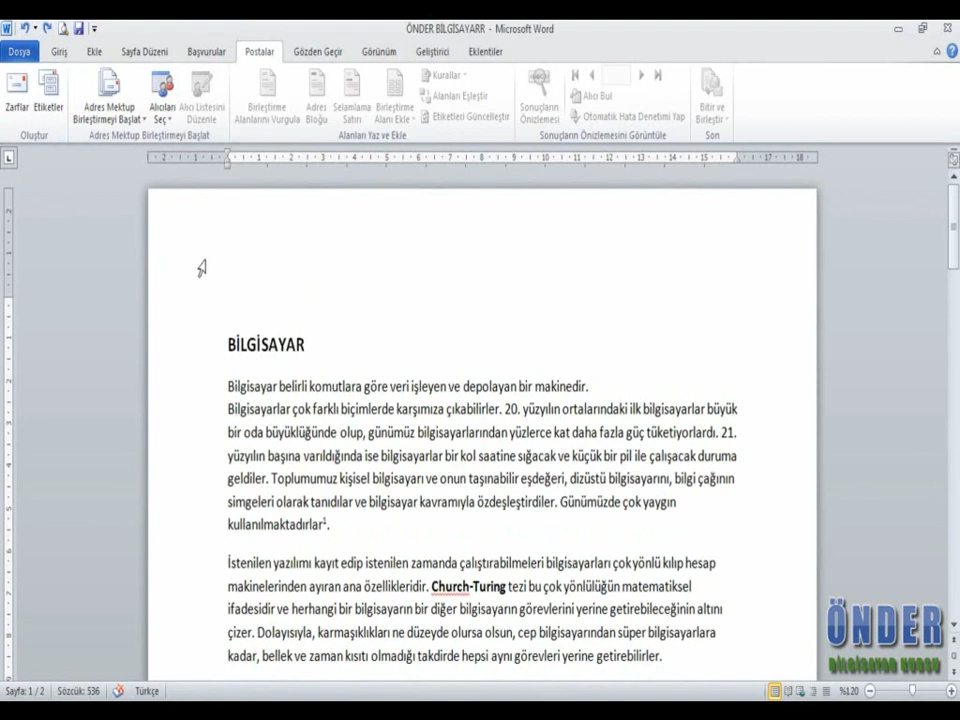 ÖNDER BİLGİSAYARR - Microsoft Word
Dosya Giriş Ekle Sayfa Düzeni Başvurular Postalar Gözden Geçir Görünüm Geliştirici Eklentiler
Zarflar Etiketler
Oluştur
Adres Mektup Birleştirmeyi Başlat
Alıcıları Seç
Alıcı Listesini Düzenle
Adres Mektup Birleştirmeyi Başlat
Birleştirme Alanlarını Vurgula
Adres Bloğu
Selamlama Satırı
Birleştirme Alanı Ekle
Kurallar
Alanları Eşleştir
Etiketleri Güncelleştir
Alanları Yaz ve Ekle
Sonuçların Önizlemesi
Alıcı Bul
Otomatik Hata Denetimi Yap
Sonuçların Önizlemesini Görüntüle
Bitir ve Birleştir
Son
BİLGİSAYAR
Bilgisayar belirli komutlara göre veri işleyen ve depolayan bir makinedir.
Bilgisayarlar çok farklı biçimlerde karşımıza çıkabilirler. 20. yüzyılın ortalarındaki ilk bilgisayarlar büyük
bir oda büyüklüğünde olup, günümüz bilgisayarlarından yüzlerce kat daha fazla güç tüketiyorlardı. 21.
yüzyılın başına varıldığında ise bilgisayarlar bir kol saatine sığacak ve küçük bir pil ile çalışacak duruma
geldiler. Toplumumuz kişisel bilgisayarı ve onun taşınabilir eşdeğeri, dizüstü bilgisayarını, bilgi çağının
simgeleri olarak tanıdılar ve bilgisayar kavramıyla özdeşleştirdiler. Günümüzde çok yaygın
kullanılmaktadırlar¹.
İstenilen yazılımı kayıt edip istenilen zamanda çalıştırabilmeleri bilgisayarları çok yönlü kılıp hesap
makinelerinden ayıran ana özellikleridir. Church-Turing tezi bu çok yönlülüğün matematiksel
ifadesidir ve herhangi bir bilgisayarın bir diğer bilgisayarın görevlerini yerine getirebileceğinin altını
çizer. Dolayısıyla, karmaşıklıkları ne düzeyde olursa olsun, cep bilgisayarından süper bilgisayarlara
kadar, bellek ve zaman kısıtı olmadığı takdirde hepsi aynı görevleri yerine getirebilirler.
ÖNDER
BİLGİSAYAR KURSU
Sayfa: 1 / 2 Sözcük: 536 Türkçe %120